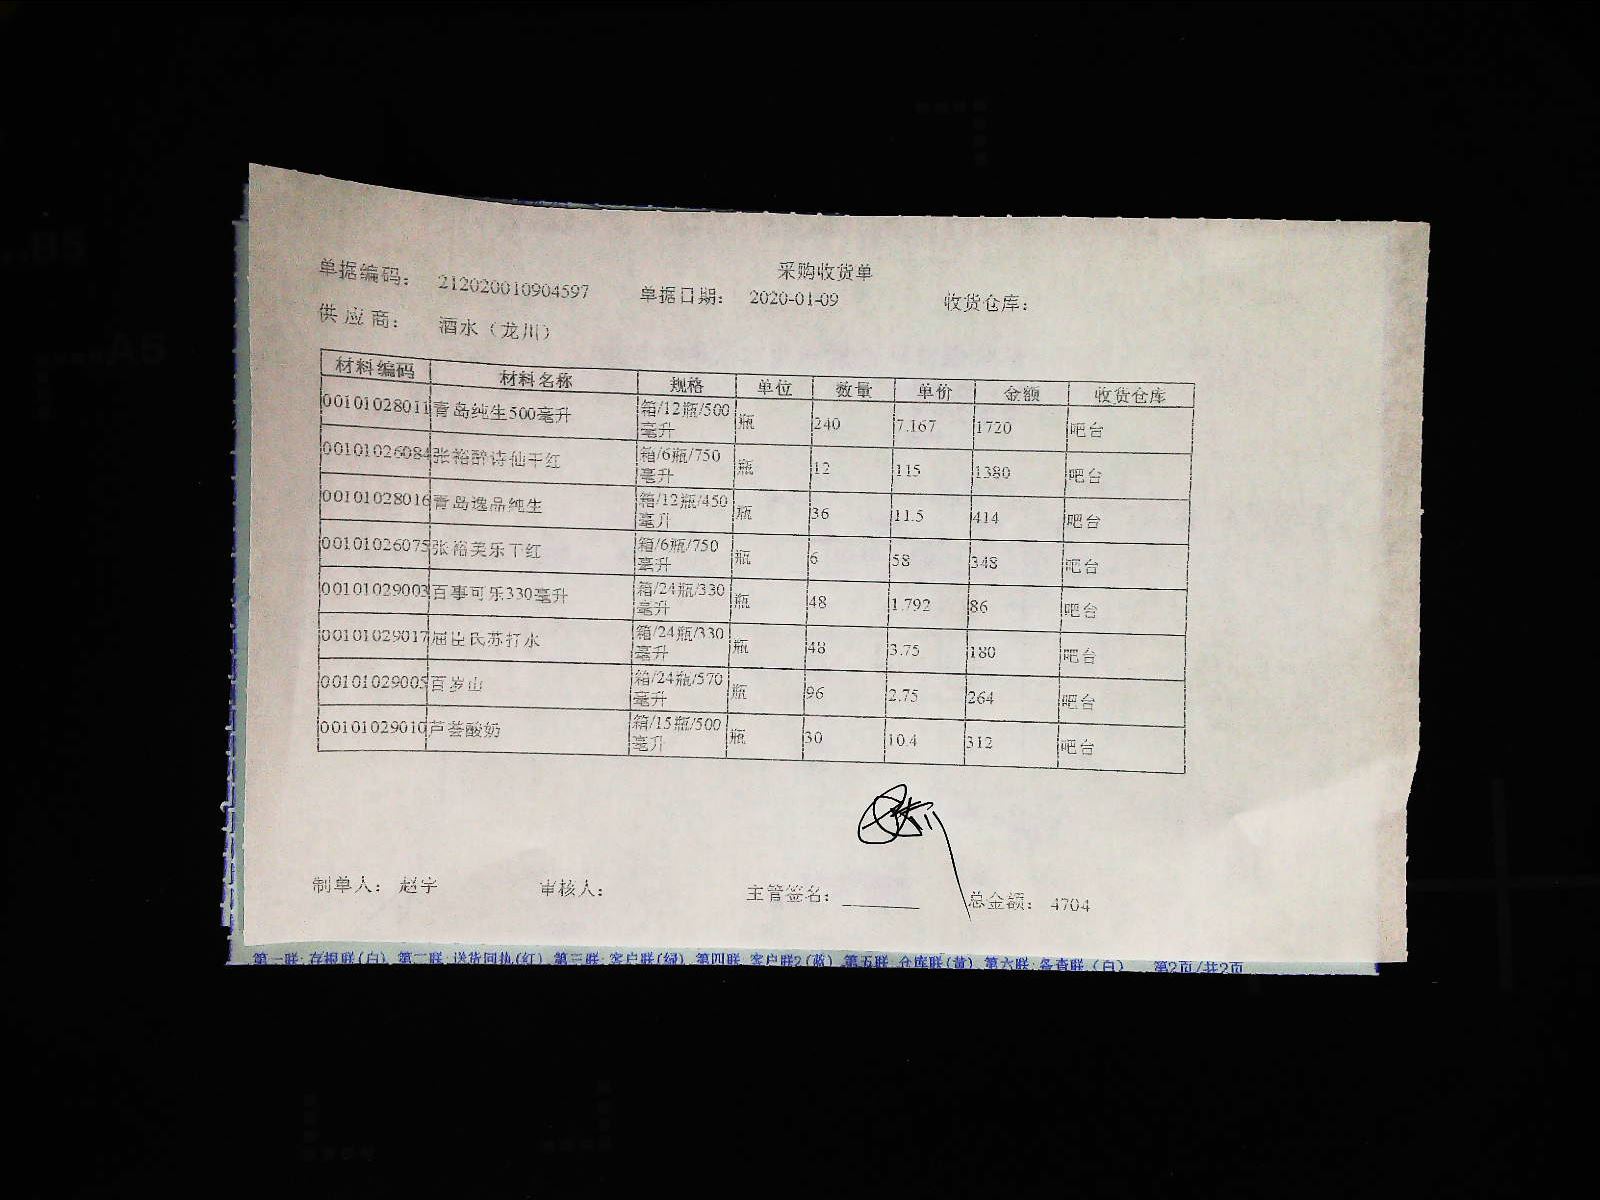 采购收货单
单据编码： 212020010904597 单据日期： 2020-01-09 收货仓库：
供应商： 酒水（龙川）
材料编码 材料名称 规格 单位 数量 单价 金额 收货仓库
00101028011 青岛纯生500毫升 箱/12瓶/500毫升 瓶 240 7.167 1720 吧台
00101026084 张裕醉诗仙干红 箱/6瓶/750毫升 瓶 12 115 1380 吧台
00101028016 青岛逸品纯生 箱/12瓶/450毫升 瓶 36 11.5 414 吧台
00101026075 张裕美乐干红 箱/6瓶/750毫升 瓶 6 58 348 吧台
00101029003 百事可乐330毫升 箱/24瓶/330毫升 瓶 48 1.792 86 吧台
00101029017 屈臣氏苏打水 箱/24瓶/330毫升 瓶 48 3.75 180 吧台
00101029005 百岁山 箱/24瓶/570毫升 瓶 96 2.75 264 吧台
00101029010 芦荟酸奶 箱/15瓶/500毫升 瓶 30 10.4 312 吧台
制单人： 赵宇 审核人： 主管签名：________ 总金额： 4704
第一联:存根联(白) 第二联:送货回执(红) 第三联:客户联(绿) 第四联 客户联2(蓝) 第五联:仓库联(黄) 第六联:备查联（白） 第2页/共2页